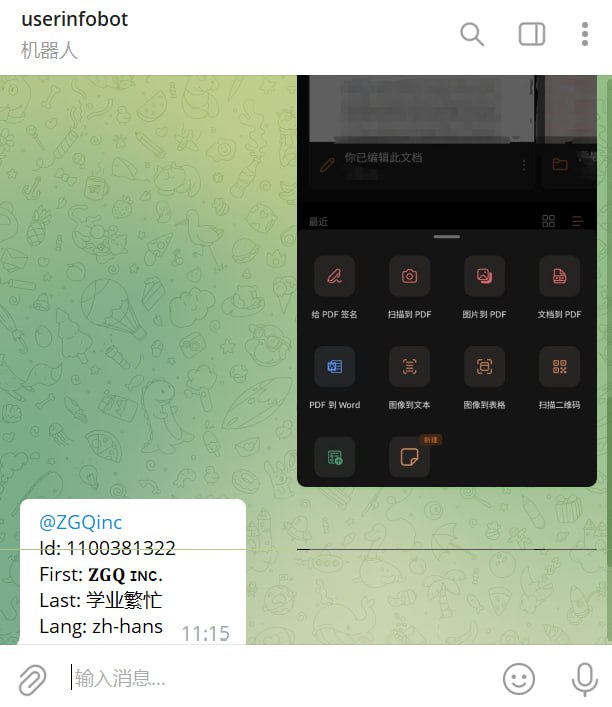 userinfobot
机器人
你已编辑此文档
最近
给 PDF 签名
扫描到 PDF
图片到 PDF
文档到 PDF
PDF 到 Word
图像到文本
图像到表格
扫描二维码
新建
@ZGQinc
Id: 1100381322
First: 𝐙𝐆𝐐 ɪɴᴄ.
Last: 学业繁忙
Lang: zh-hans
11:15
输入消息...